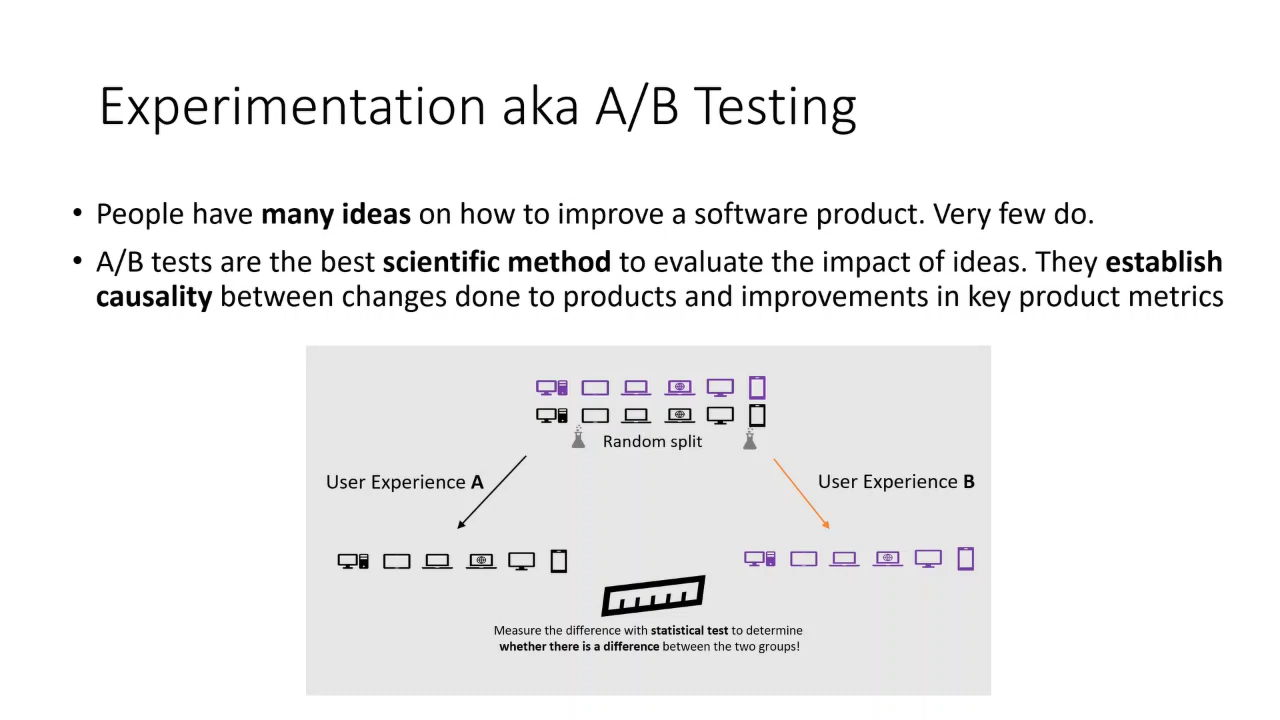 Experimentation aka A/B Testing
• People have many ideas on how to improve a software product. Very few do.
• A/B tests are the best scientific method to evaluate the impact of ideas. They establish
causality between changes done to products and improvements in key product metrics
Random split
User Experience A
User Experience B
Measure the difference with statistical test to determine
whether there is a difference between the two groups!